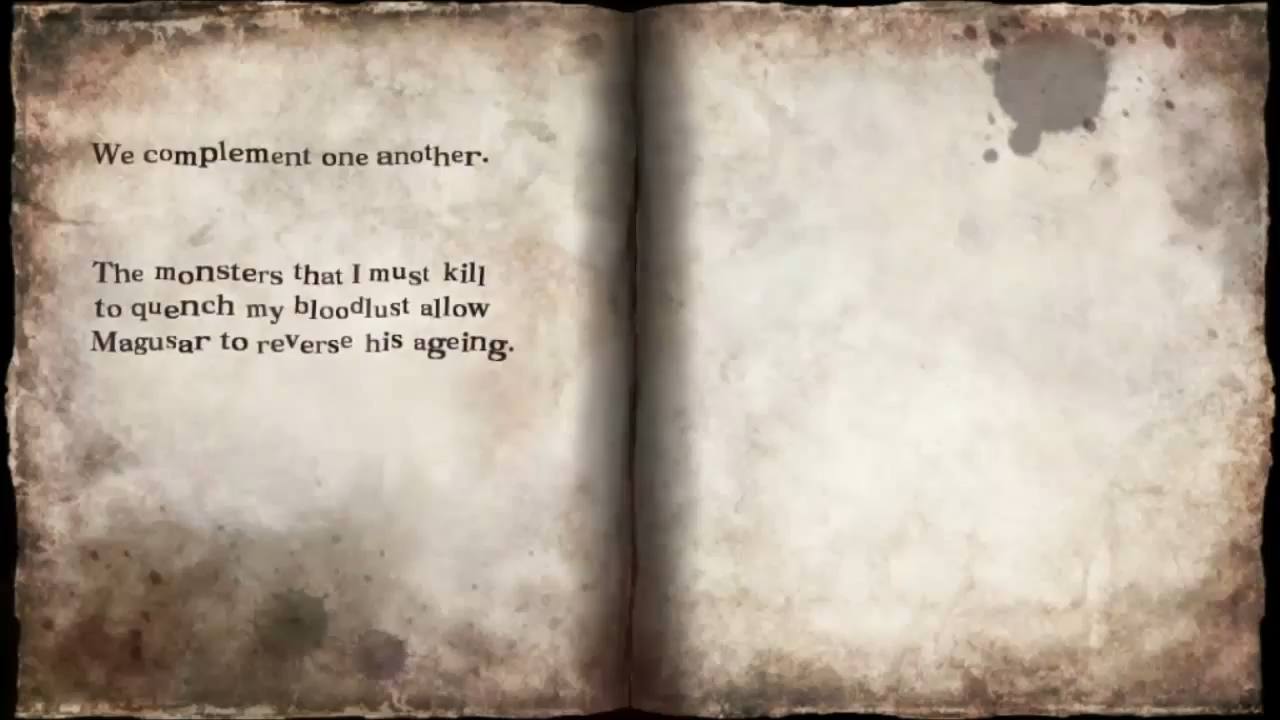 We complement one another.
The monsters that I must kill
to quench my bloodlust allow
Magusar to reverse his ageing.